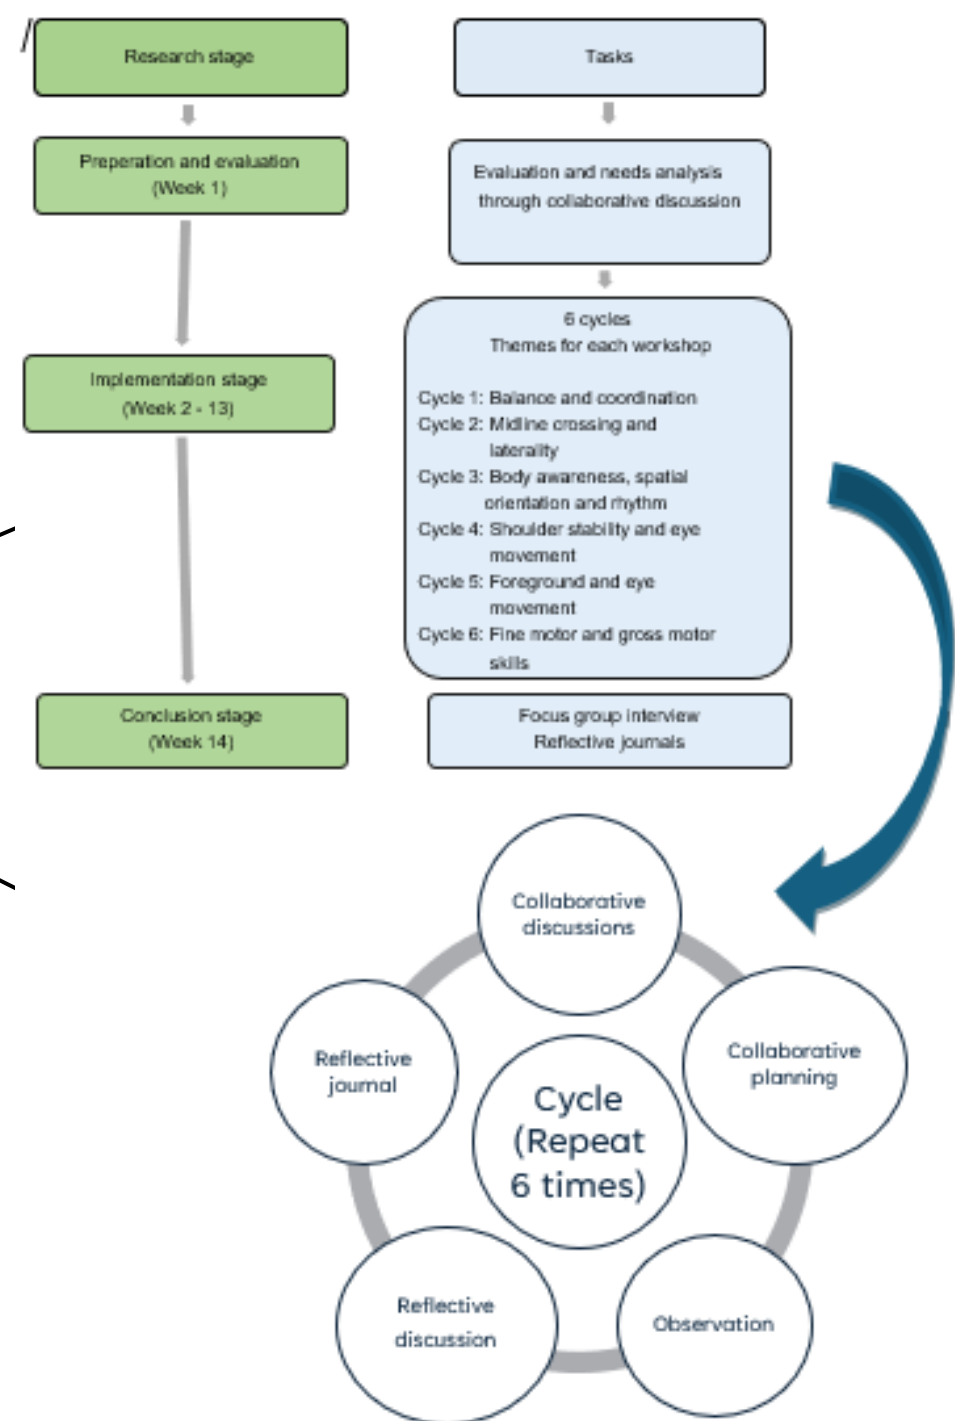 /
Research stage
Tasks
Preperation and evaluation
(Week 1)
Evaluation and needs analysis
through collaborative discussion
Implementation stage
(Week 2 - 13)
6 cycles
Themes for each workshop
Cycle 1: Balance and coordination
Cycle 2: Midline crossing and
laterality
Cycle 3: Body awareness, spatial
orientation and rhythm
Cycle 4: Shoulder stability and eye
movement
Cycle 5: Foreground and eye
movement
Cycle 6: Fine motor and gross motor
skills
Conclusion stage
(Week 14)
Focus group interview
Reflective journals
Collaborative
discussions
Collaborative
planning
Observation
Reflective
discussion
Reflective
journal
Cycle
(Repeat
6 times)